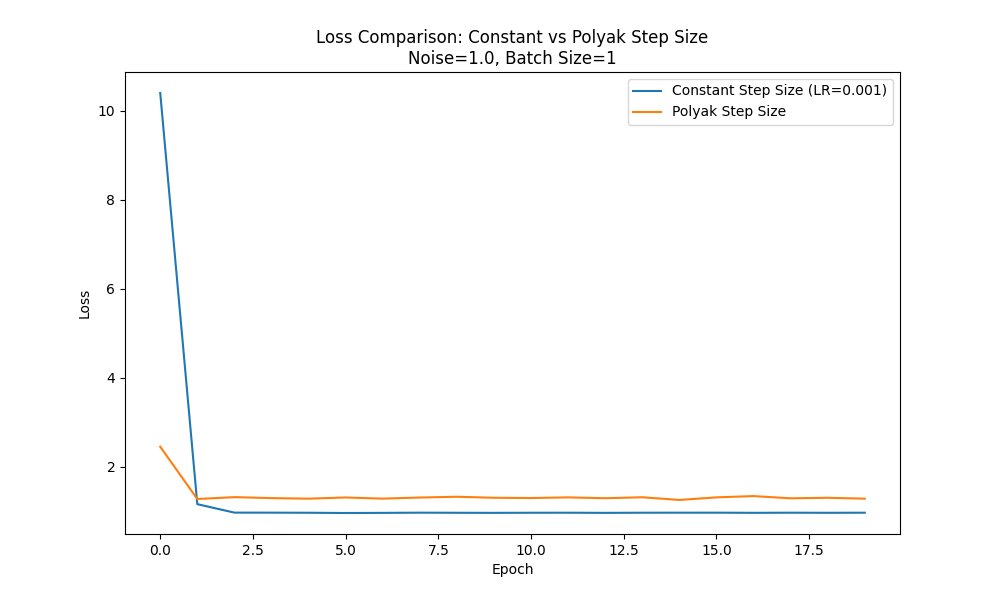 Loss Comparison: Constant vs Polyak Step Size
Noise=1.0, Batch Size=1
Constant Step Size (LR=0.001)
Polyak Step Size
10
8
6
4
2
Loss
0.0 2.5 5.0 7.5 10.0 12.5 15.0 17.5
Epoch